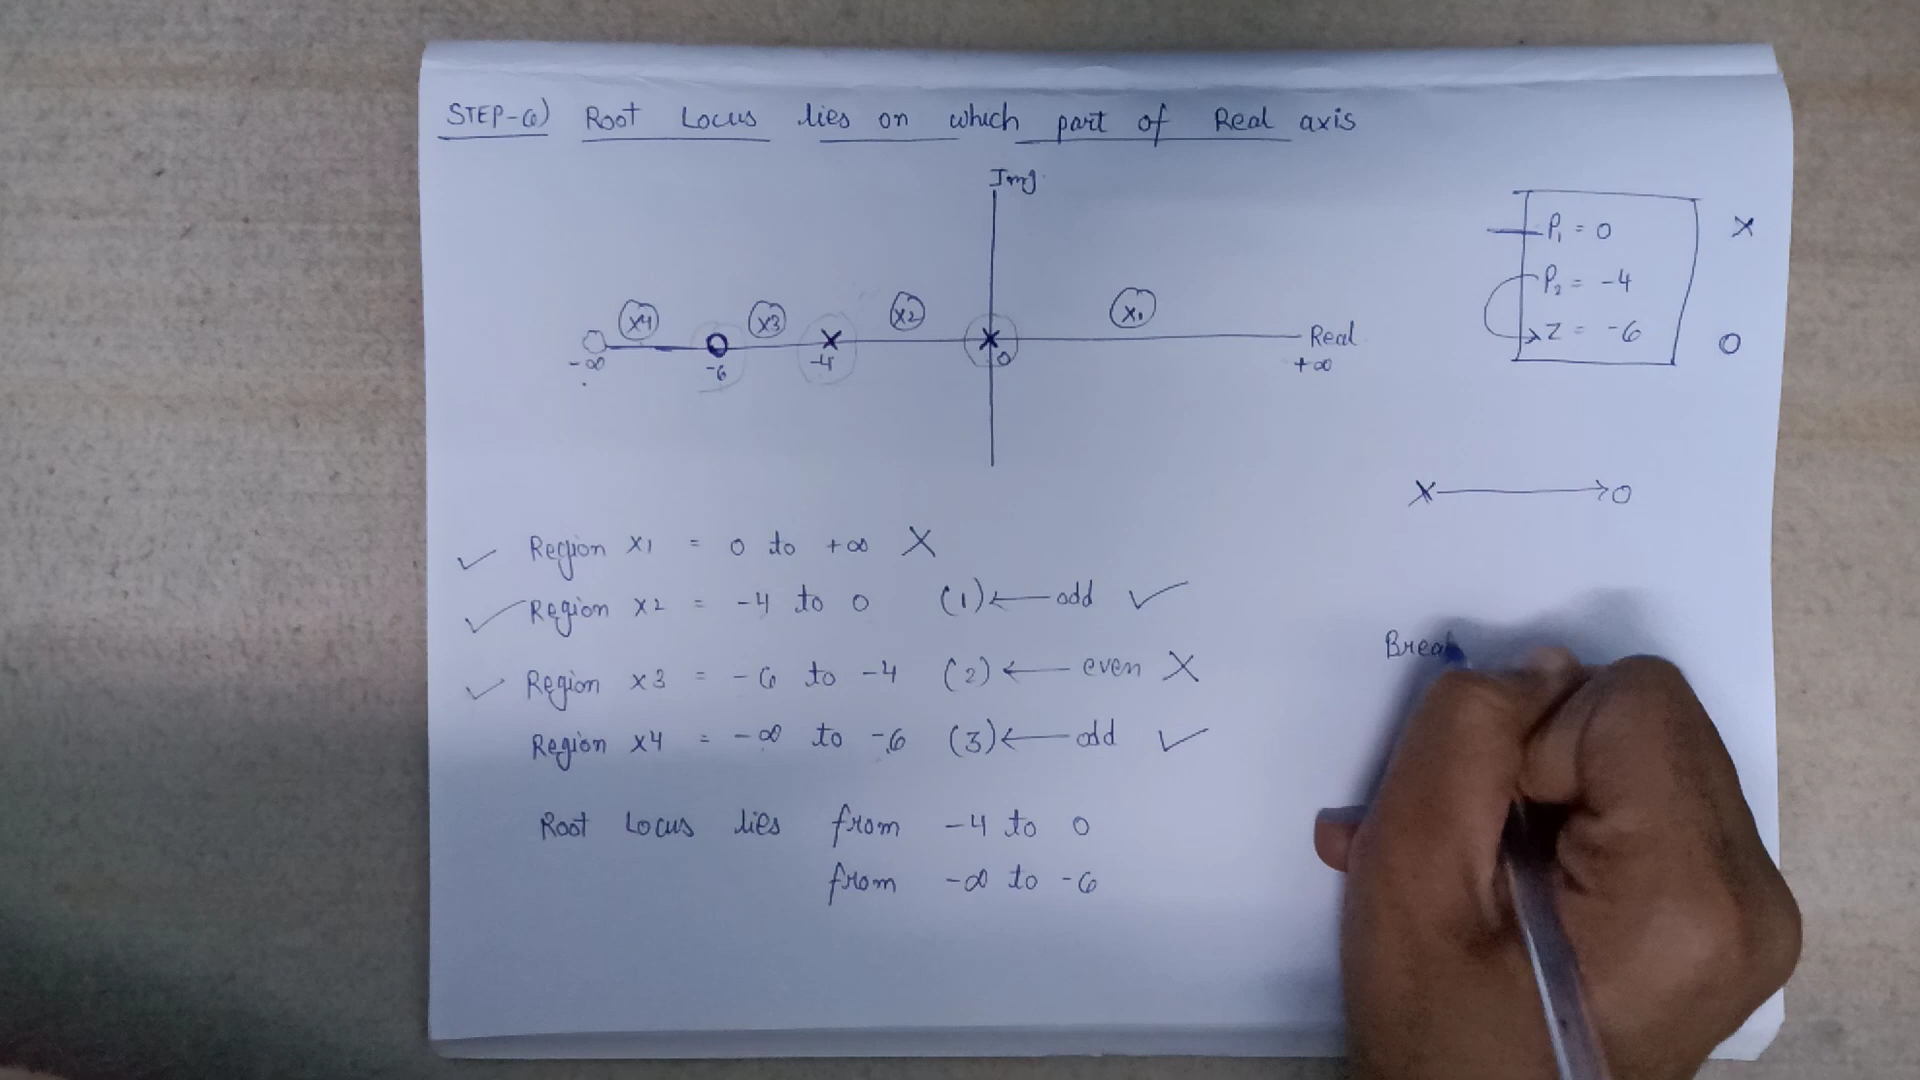 STEP-6) Root Locus lies on which part of Real axis
Img.
P₁ = 0 X
P₂ = -4
Z = -6 O
X4 X3 X2 X1
Real
-∞ -6 -4 0 +∞
X → O
✓ Region X1 = 0 to +∞ X
✓ Region X2 = -4 to 0 (1) ← odd ✓
✓ Region X3 = -6 to -4 (2) ← even X
Region X4 = -∞ to -6 (3) ← odd ✓
Root Locus lies from -4 to 0
from -∞ to -6
Brea